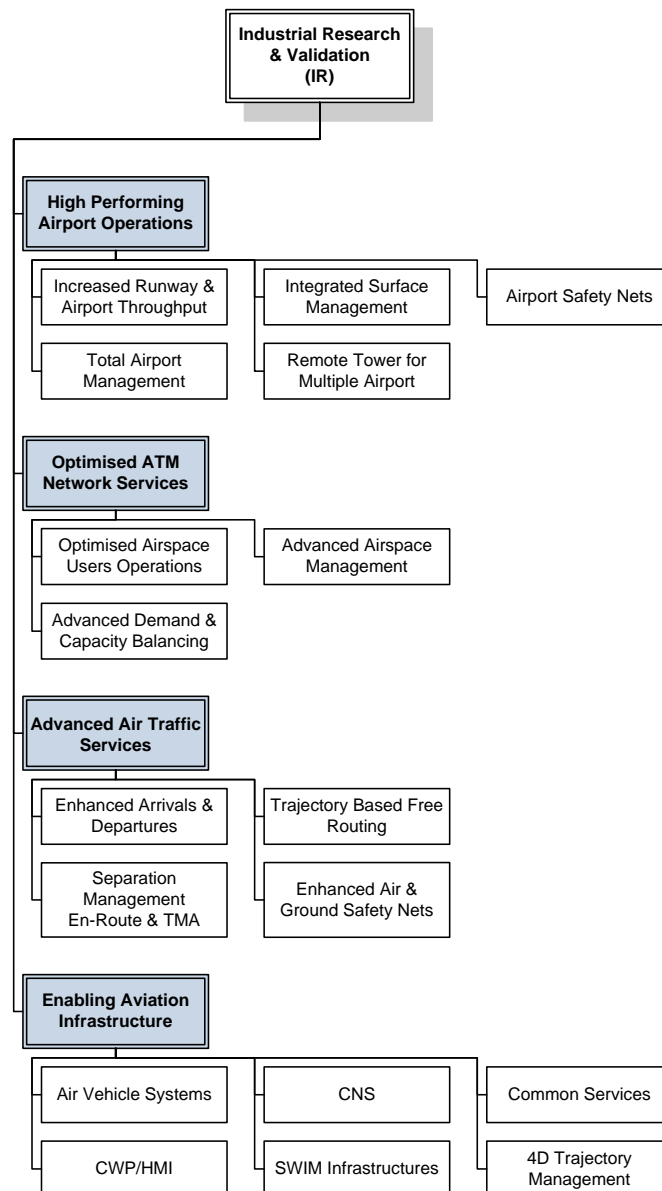 Industrial Research
& Validation
(IR)
High Performing
Airport Operations
Increased Runway &
Airport Throughput
Integrated Surface
Management
Airport Safety Nets
Total Airport
Management
Remote Tower for
Multiple Airport
Optimised ATM
Network Services
Optimised Airspace
Users Operations
Advanced Airspace
Management
Advanced Demand &
Capacity Balancing
Advanced Air Traffic
Services
Enhanced Arrivals &
Departures
Trajectory Based Free
Routing
Separation
Management
En-Route & TMA
Enhanced Air &
Ground Safety Nets
Enabling Aviation
Infrastructure
Air Vehicle Systems
CNS
Common Services
CWP/HMI
SWIM Infrastructures
4D Trajectory
Management